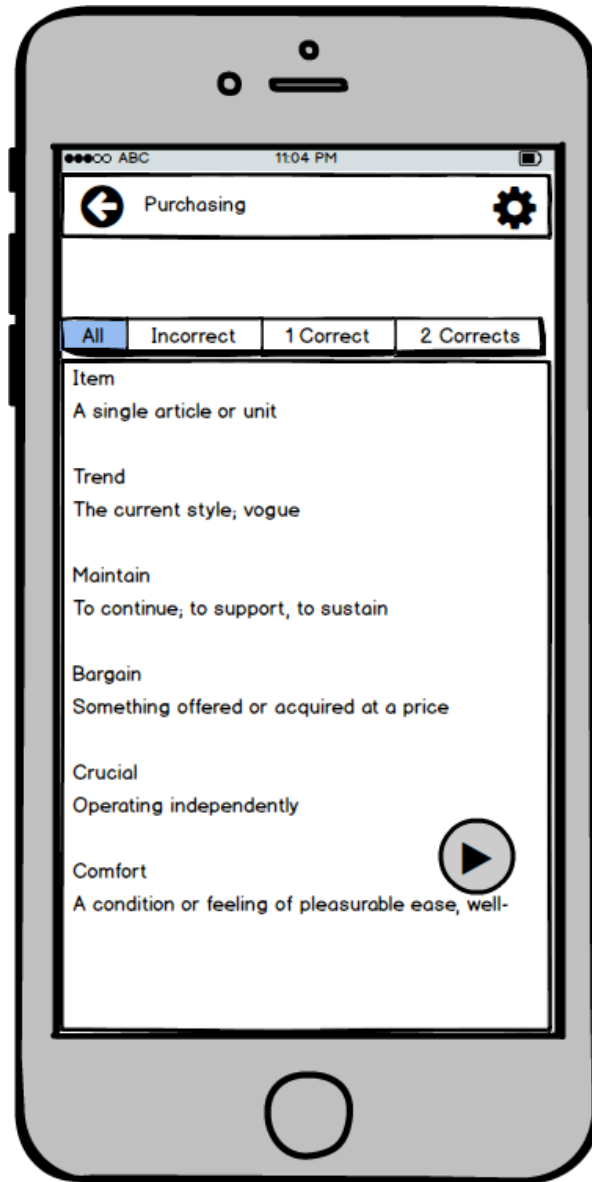 ABC 11:04 PM
Purchasing
All Incorrect 1 Correct 2 Corrects
Item
A single article or unit
Trend
The current style; vogue
Maintain
To continue; to support, to sustain
Bargain
Something offered or acquired at a price
Crucial
Operating independently
Comfort
A condition or feeling of pleasurable ease, well-